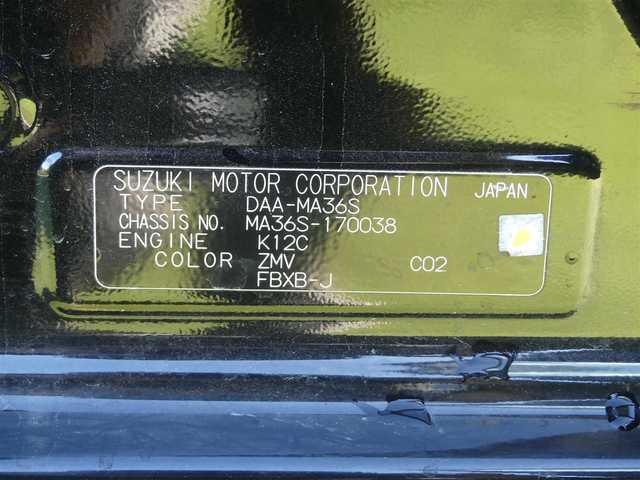 SUZUKI MOTOR CORPORATION JAPAN
TYPE DAA-MA36S
CHASSIS NO. MA36S-170038
ENGINE K12C
COLOR ZMV C02
FBXB-J